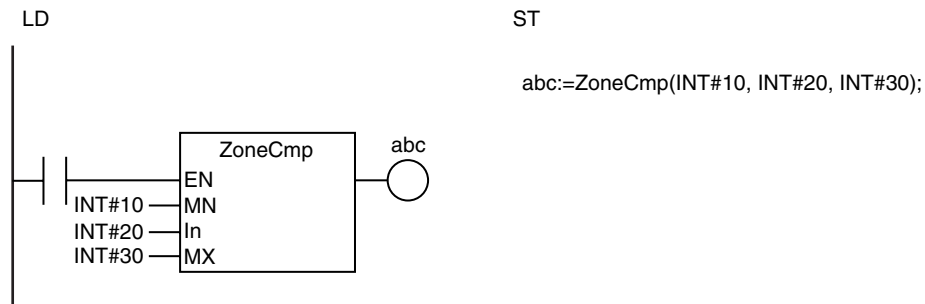 LD
ST
abc:=ZoneCmp(INT#10, INT#20, INT#30);
ZoneCmp
abc
EN
INT#10 MN
INT#20 In
INT#30 MX